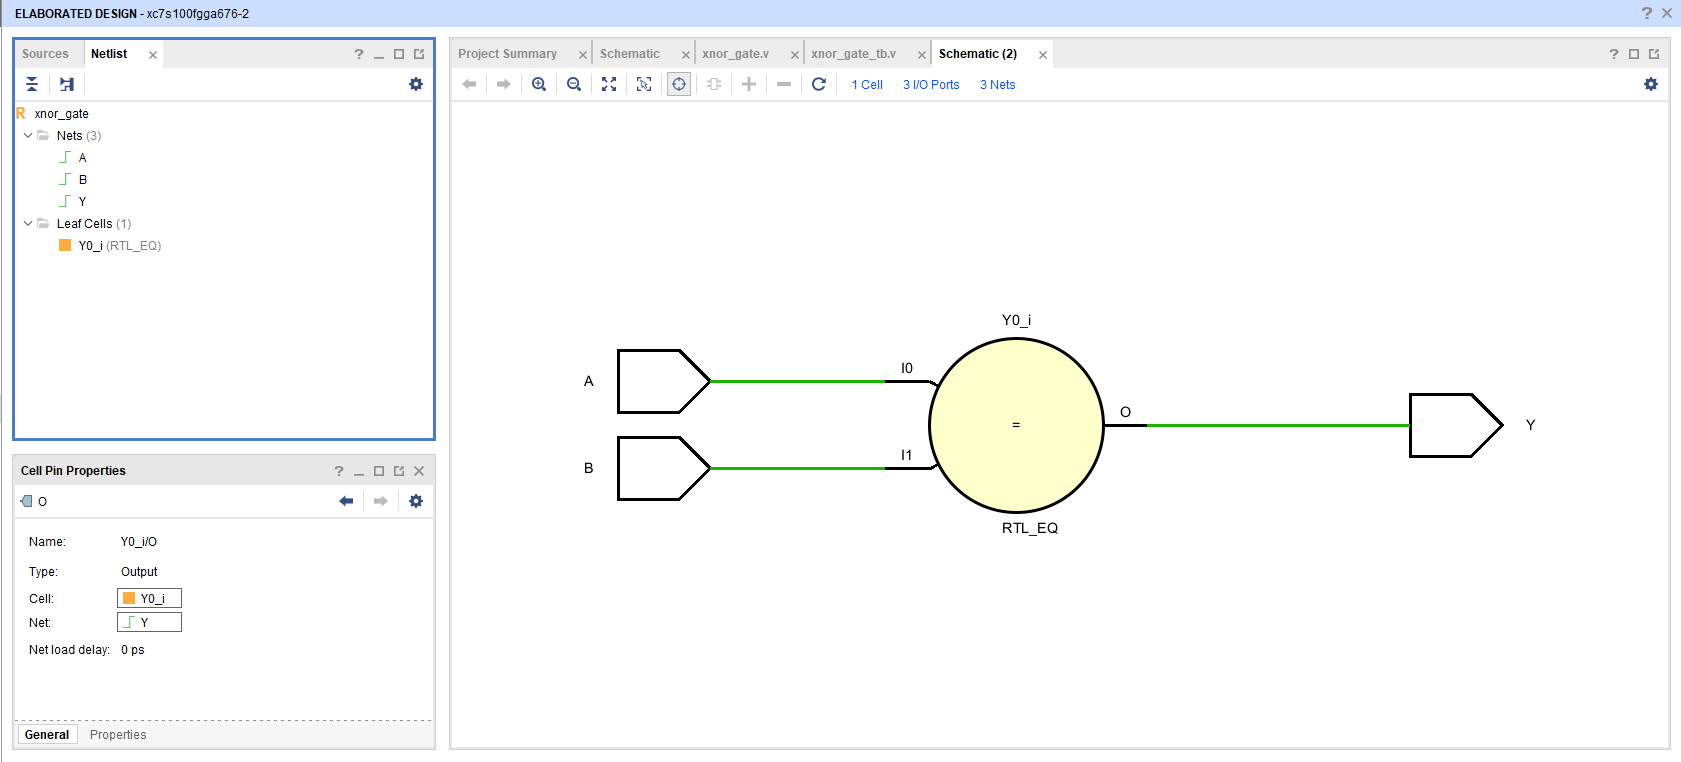 ELABORATED DESIGN - xc7s100fgga676-2
Sources Netlist
R xnor_gate
Nets (3)
A
B
Y
Leaf Cells (1)
Y0_i (RTL_EQ)
Cell Pin Properties
O
Name: Y0_i/O
Type: Output
Cell: Y0_i
Net: Y
Net load delay: 0 ps
General Properties
Project Summary Schematic xnor_gate.v xnor_gate_tb.v Schematic (2)
1 Cell 3 I/O Ports 3 Nets
Y0_i
A I0
B I1
=
O
Y
RTL_EQ